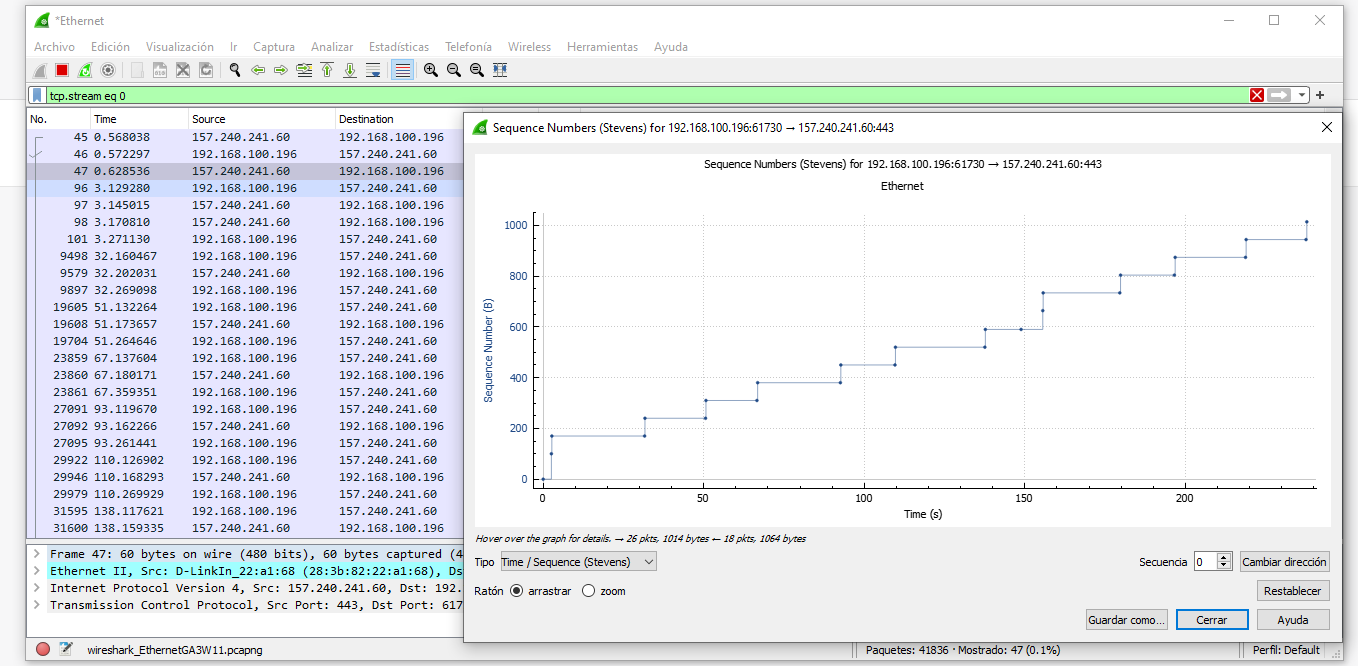 *Ethernet
Archivo Edición Visualización Ir Captura Analizar Estadísticas Telefonía Wireless Herramientas Ayuda
tcp.stream eq 0
No. Time Source Destination
45 0.568038 157.240.241.60 192.168.100.196
46 0.572297 192.168.100.196 157.240.241.60
47 0.628536 157.240.241.60 192.168.100.196
96 3.129280 192.168.100.196 157.240.241.60
97 3.145015 157.240.241.60 192.168.100.196
98 3.170810 157.240.241.60 192.168.100.196
101 3.271130 192.168.100.196 157.240.241.60
9498 32.160467 192.168.100.196 157.240.241.60
9579 32.202031 157.240.241.60 192.168.100.196
9897 32.269098 192.168.100.196 157.240.241.60
19605 51.132264 192.168.100.196 157.240.241.60
19608 51.173657 157.240.241.60 192.168.100.196
19704 51.264646 192.168.100.196 157.240.241.60
23859 67.137604 192.168.100.196 157.240.241.60
23860 67.180171 157.240.241.60 192.168.100.196
23861 67.359351 192.168.100.196 157.240.241.60
27091 93.119670 192.168.100.196 157.240.241.60
27092 93.162266 157.240.241.60 192.168.100.196
27095 93.261441 192.168.100.196 157.240.241.60
29922 110.126902 192.168.100.196 157.240.241.60
29946 110.168293 157.240.241.60 192.168.100.196
29979 110.269929 192.168.100.196 157.240.241.60
31595 138.117621 192.168.100.196 157.240.241.60
31600 138.159335 157.240.241.60 192.168.100.196
Frame 47: 60 bytes on wire (480 bits), 60 bytes captured (4
Ethernet II, Src: D-LinkIn_22:a1:68 (28:3b:82:22:a1:68), Ds
Internet Protocol Version 4, Src: 157.240.241.60, Dst: 192.
Transmission Control Protocol, Src Port: 443, Dst Port: 617
wireshark_EthernetGA3W11.pcapng
Paquetes: 41836 · Mostrado: 47 (0.1%)
Perfil: Default
Sequence Numbers (Stevens) for 192.168.100.196:61730 → 157.240.241.60:443
Sequence Numbers (Stevens) for 192.168.100.196:61730 → 157.240.241.60:443
Ethernet
Sequence Number (B)
1000
800
600
400
200
0
0 50 100 150 200
Time (s)
Hover over the graph for details. → 26 pkts, 1014 bytes ← 18 pkts, 1064 bytes
Tipo Time / Sequence (Stevens) Secuencia 0 Cambiar dirección
Ratón arrastrar zoom Restablecer
Guardar como... Cerrar Ayuda